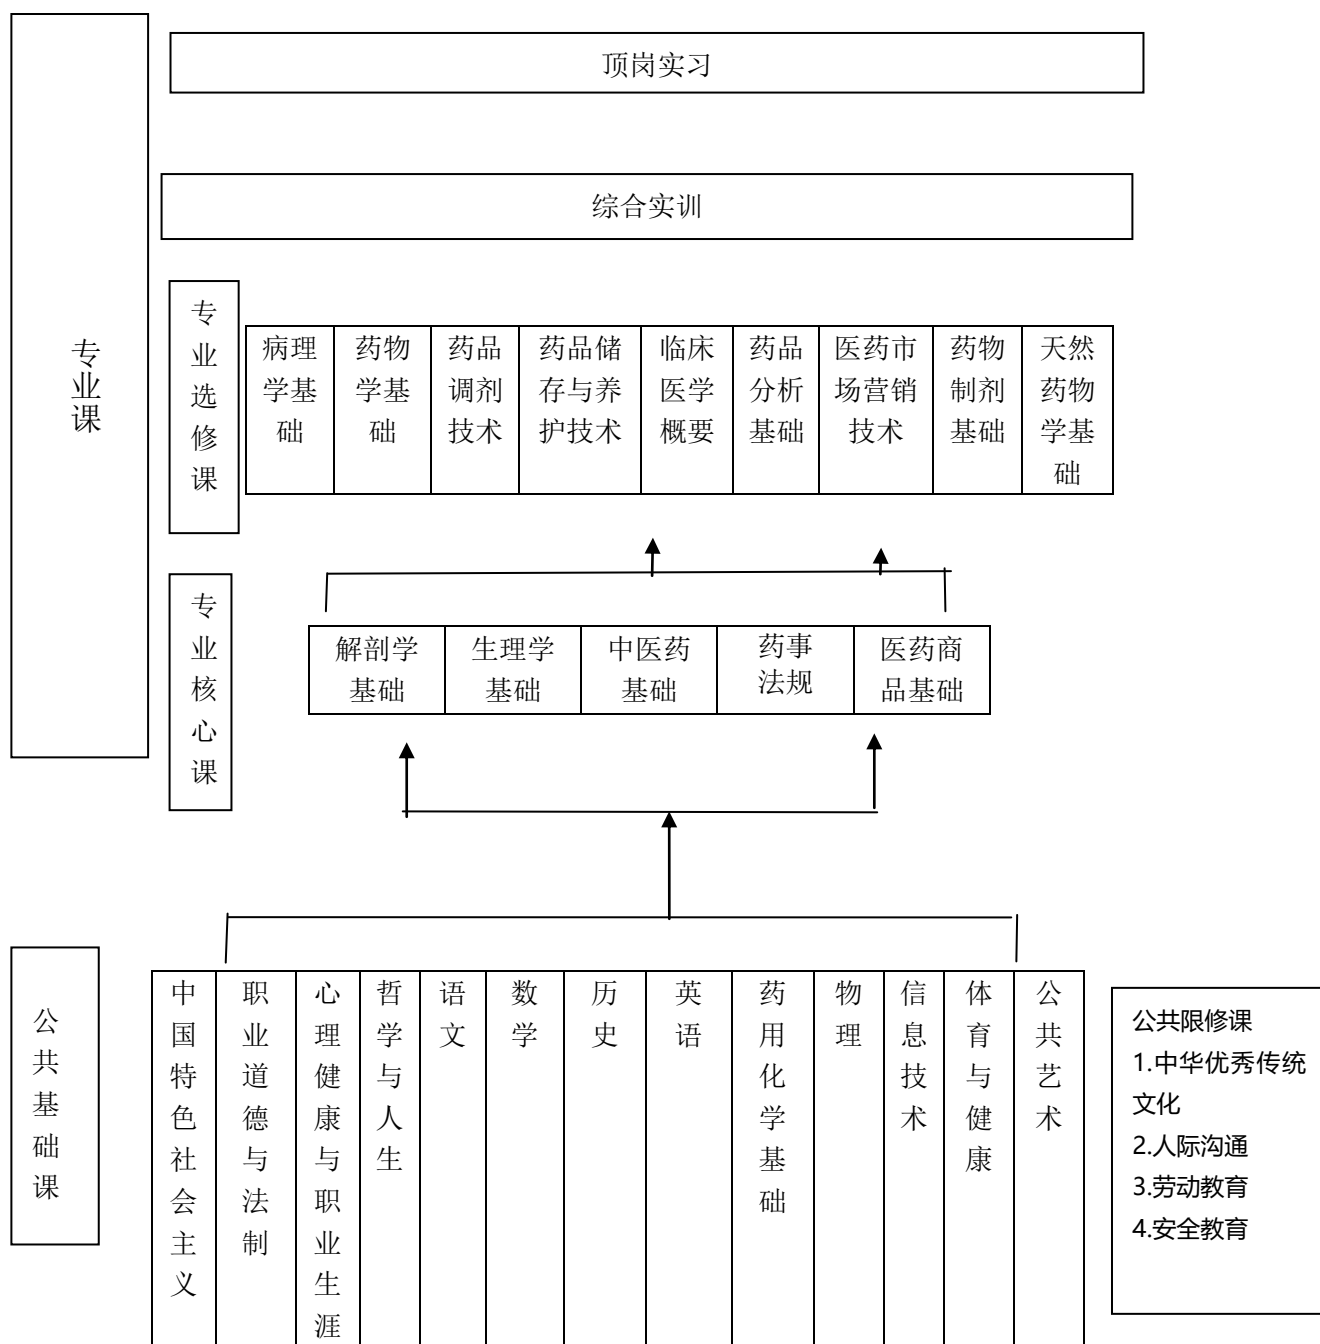 顶岗实习
综合实训
专业课
专业选修课
病理学基础
药物学基础
药品调剂技术
药品储存与养护技术
临床医学概要
药品分析基础
医药市场营销技术
药物制剂基础
天然药物学基础
专业核心课
解剖学基础
生理学基础
中医药基础
药事法规
医药商品基础
公共基础课
中国特色社会主义
职业道德与法制
心理健康与职业生涯
哲学与人生
语文
数学
历史
英语
药用化学基础
物理
信息技术
体育与健康
公共艺术
公共限修课
1.中华优秀传统
文化
2.人际沟通
3.劳动教育
4.安全教育